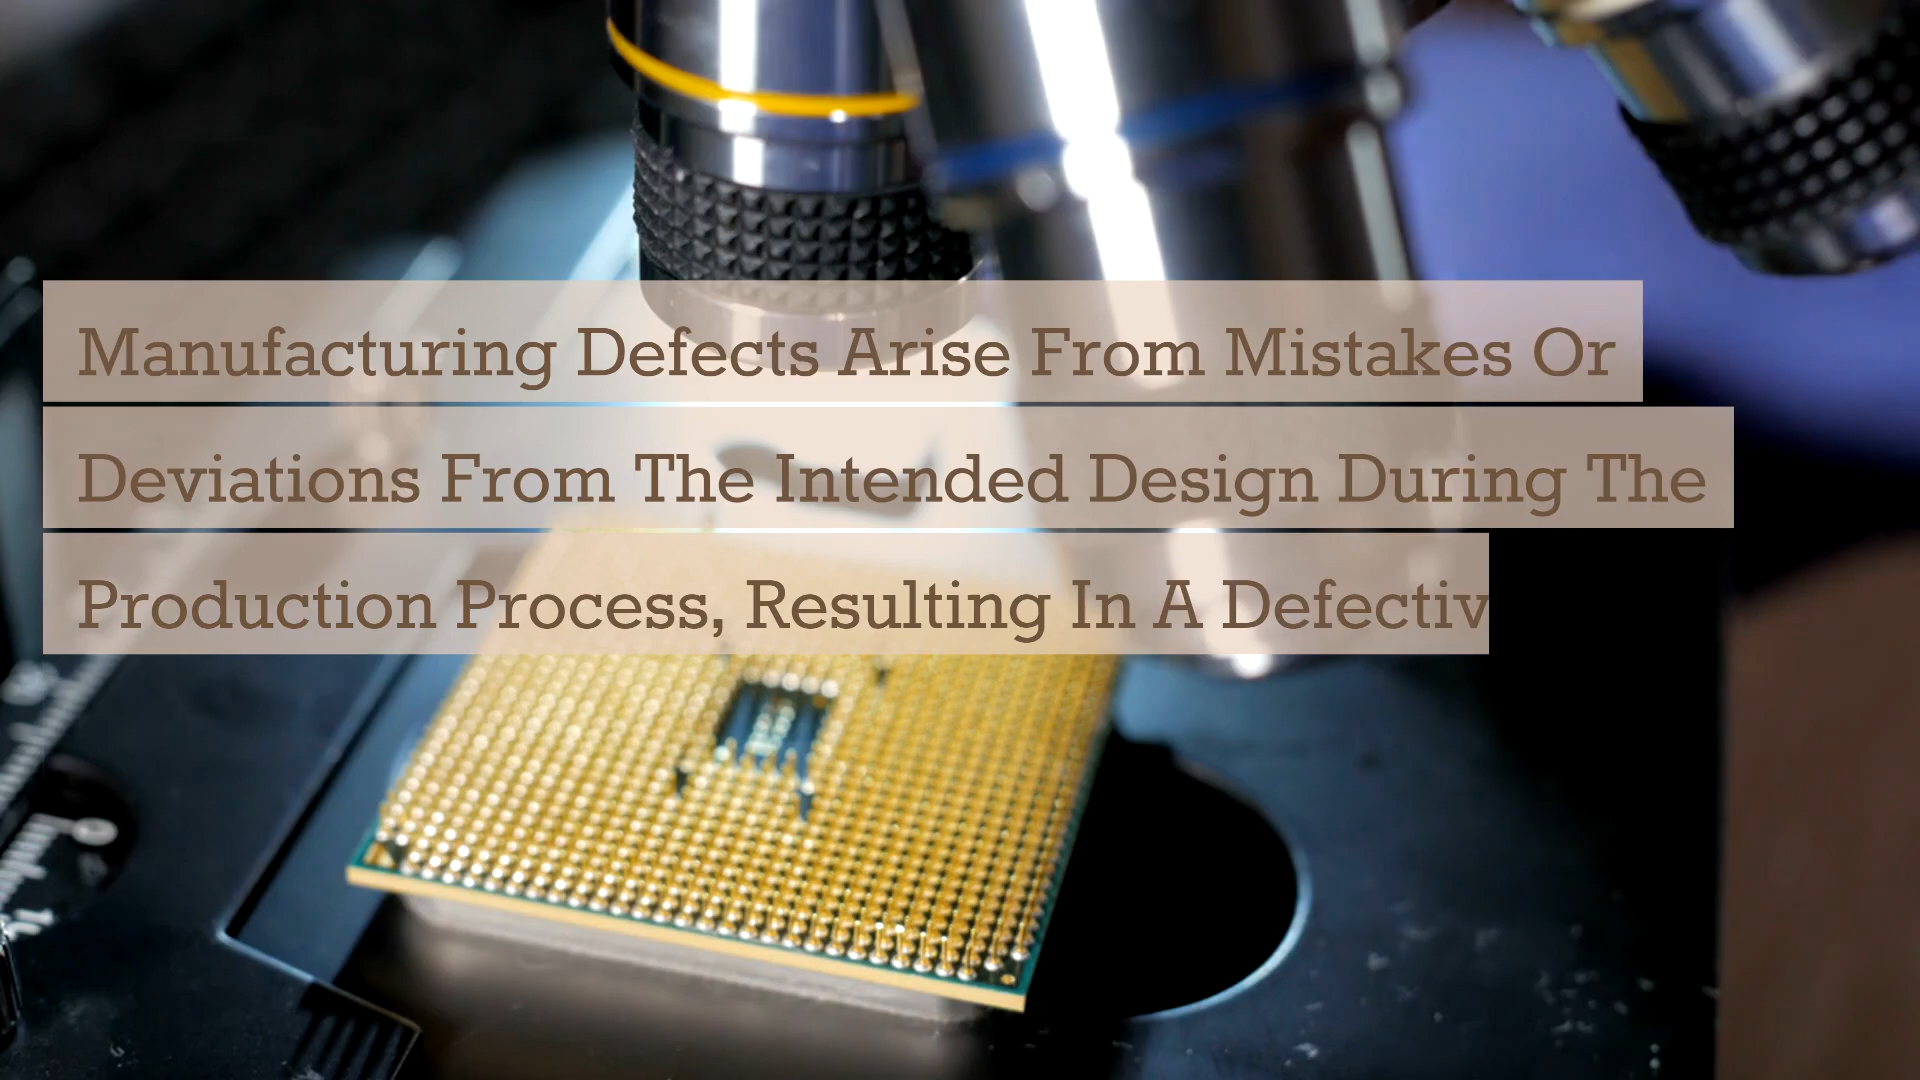 Manufacturing Defects Arise From Mistakes Or
Deviations From The Intended Design During The
Production Process, Resulting In A Defectiv